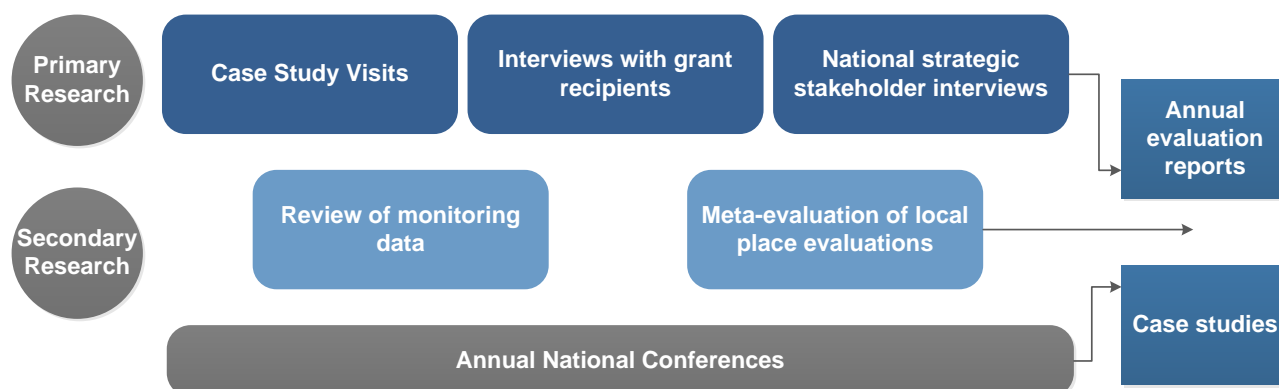 Primary
Research
Case Study Visits
Interviews with grant
recipients
National strategic
stakeholder interviews
Annual
evaluation
reports
Secondary
Research
Review of monitoring
data
Meta-evaluation of local
place evaluations
Case studies
Annual National Conferences